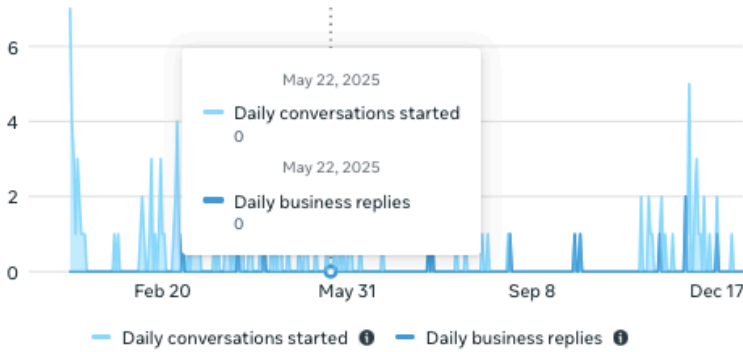 6
May 22, 2025
Daily conversations started
0
4
May 22, 2025
2
Daily business replies
0
0
Feb 20 May 31 Sep 8 Dec 17
Daily conversations started Daily business replies